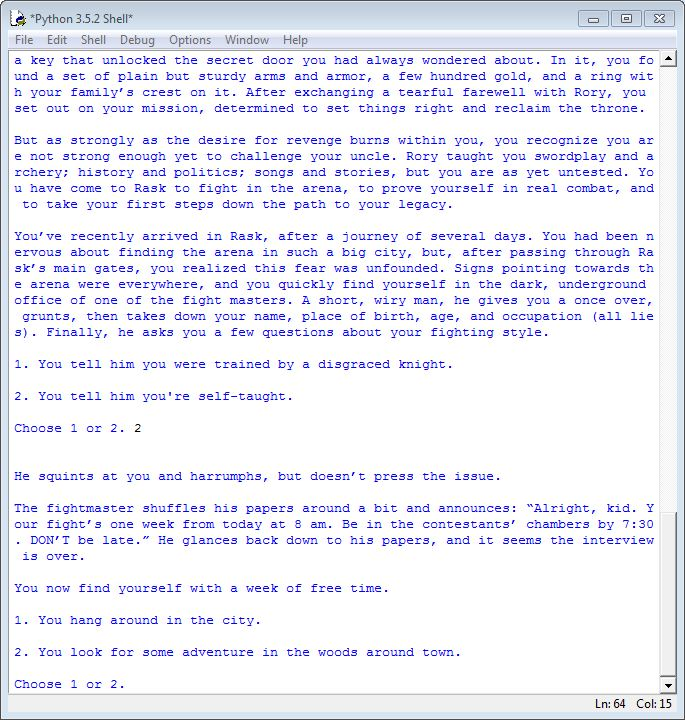 *Python 3.5.2 Shell*
File Edit Shell Debug Options Window Help
a key that unlocked the secret door you had always wondered about. In it, you fo
und a set of plain but sturdy arms and armor, a few hundred gold, and a ring wit
h your family’s crest on it. After exchanging a tearful farewell with Rory, you
set out on your mission, determined to set things right and reclaim the throne.
But as strongly as the desire for revenge burns within you, you recognize you ar
e not strong enough yet to challenge your uncle. Rory taught you swordplay and a
rchery; history and politics; songs and stories, but you are as yet untested. Yo
u have come to Rask to fight in the arena, to prove yourself in real combat, and
to take your first steps down the path to your legacy.
You’ve recently arrived in Rask, after a journey of several days. You had been n
ervous about finding the arena in such a big city, but, after passing through Ra
sk’s main gates, you realized this fear was unfounded. Signs pointing towards th
e arena were everywhere, and you quickly find yourself in the dark, underground
office of one of the fight masters. A short, wiry man, he gives you a once over,
grunts, then takes down your name, place of birth, age, and occupation (all lie
s). Finally, he asks you a few questions about your fighting style.
1. You tell him you were trained by a disgraced knight.
2. You tell him you're self-taught.
Choose 1 or 2. 2
He squints at you and harrumphs, but doesn’t press the issue.
The fightmaster shuffles his papers around a bit and announces: “Alright, kid. Y
our fight’s one week from today at 8 am. Be in the contestants’ chambers by 7:30
. DON’T be late.” He glances back down to his papers, and it seems the interview
is over.
You now find yourself with a week of free time.
1. You hang around in the city.
2. You look for some adventure in the woods around town.
Choose 1 or 2.
Ln: 64 Col: 15